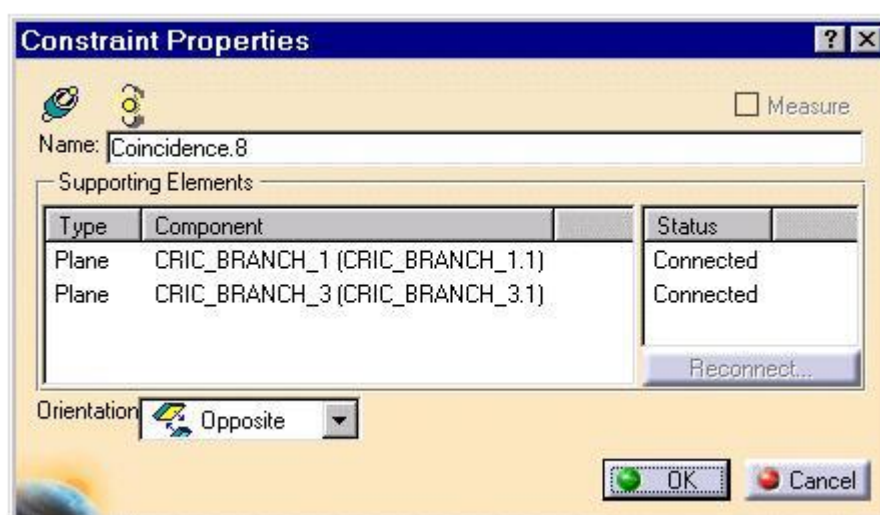 Constraint Properties
Measure
Name: Coincidence.8
Supporting Elements
Type Component Status
Plane CRIC_BRANCH_1 (CRIC_BRANCH_1.1) Connected
Plane CRIC_BRANCH_3 (CRIC_BRANCH_3.1) Connected
Reconnect...
Orientation Opposite
OK Cancel